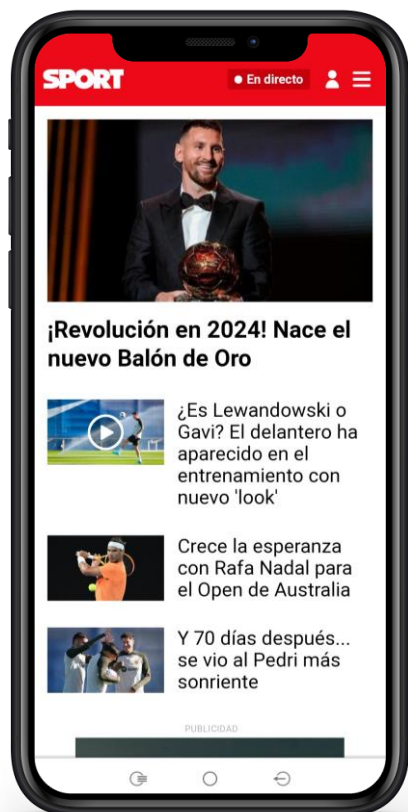 SPORT
En directo
¡Revolución en 2024! Nace el
nuevo Balón de Oro
¿Es Lewandowski o
Gavi? El delantero ha
aparecido en el
entrenamiento con
nuevo 'look'
Crece la esperanza
con Rafa Nadal para
el Open de Australia
Y 70 días después...
se vio al Pedri más
sonriente
PUBLICIDAD